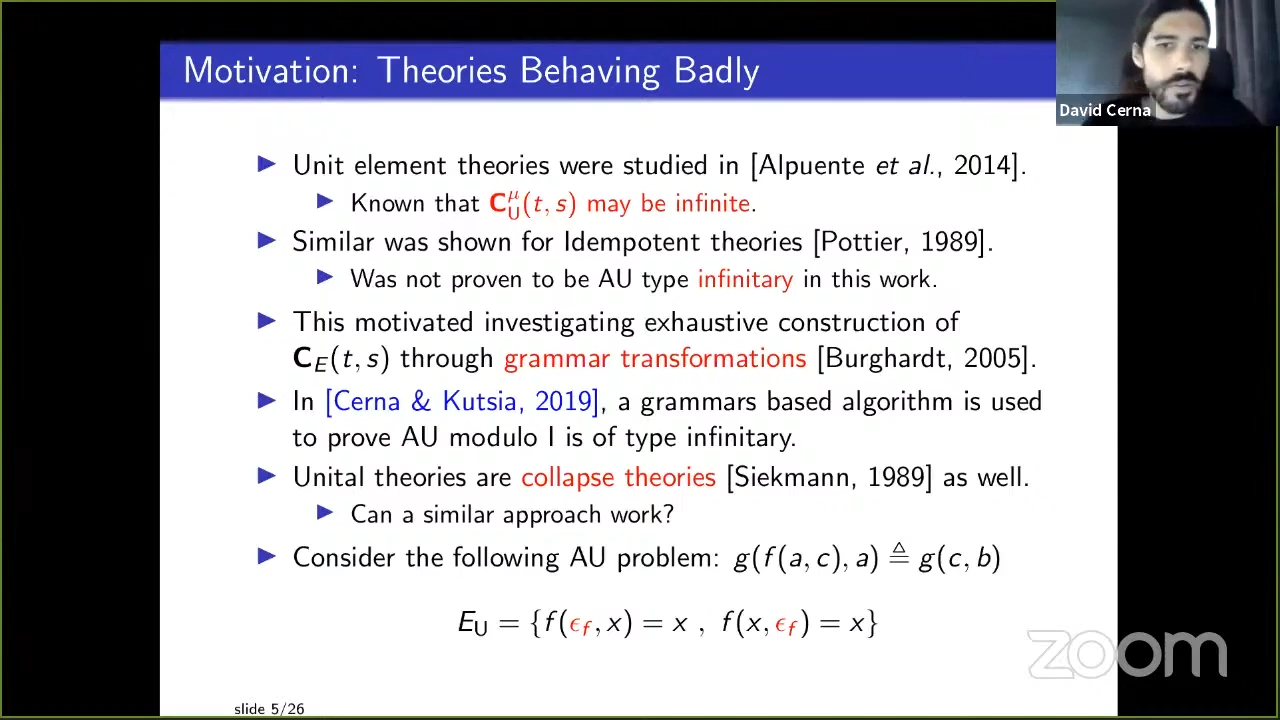 Motivation: Theories Behaving Badly
David Cerna
▶ Unit element theories were studied in [Alpuente et al., 2014].
▶ Known that C_U^μ(t, s) may be infinite.
▶ Similar was shown for Idempotent theories [Pottier, 1989].
▶ Was not proven to be AU type infinitary in this work.
▶ This motivated investigating exhaustive construction of
C_E(t, s) through grammar transformations [Burghardt, 2005].
▶ In [Cerna & Kutsia, 2019], a grammars based algorithm is used
to prove AU modulo I is of type infinitary.
▶ Unital theories are collapse theories [Siekmann, 1989] as well.
▶ Can a similar approach work?
▶ Consider the following AU problem: g(f(a, c), a) ≜ g(c, b)
E_U = {f(ϵ_f, x) = x , f(x, ϵ_f) = x}
zoom
slide 5/26